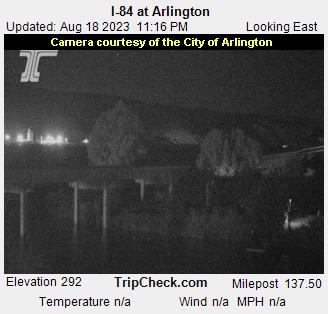 I-84 at Arlington
Updated: Aug 18 2023 11:16 PM Looking East
Camera courtesy of the City of Arlington
Elevation 292 TripCheck.com Milepost 137.50
Temperature n/a Wind n/a MPH n/a